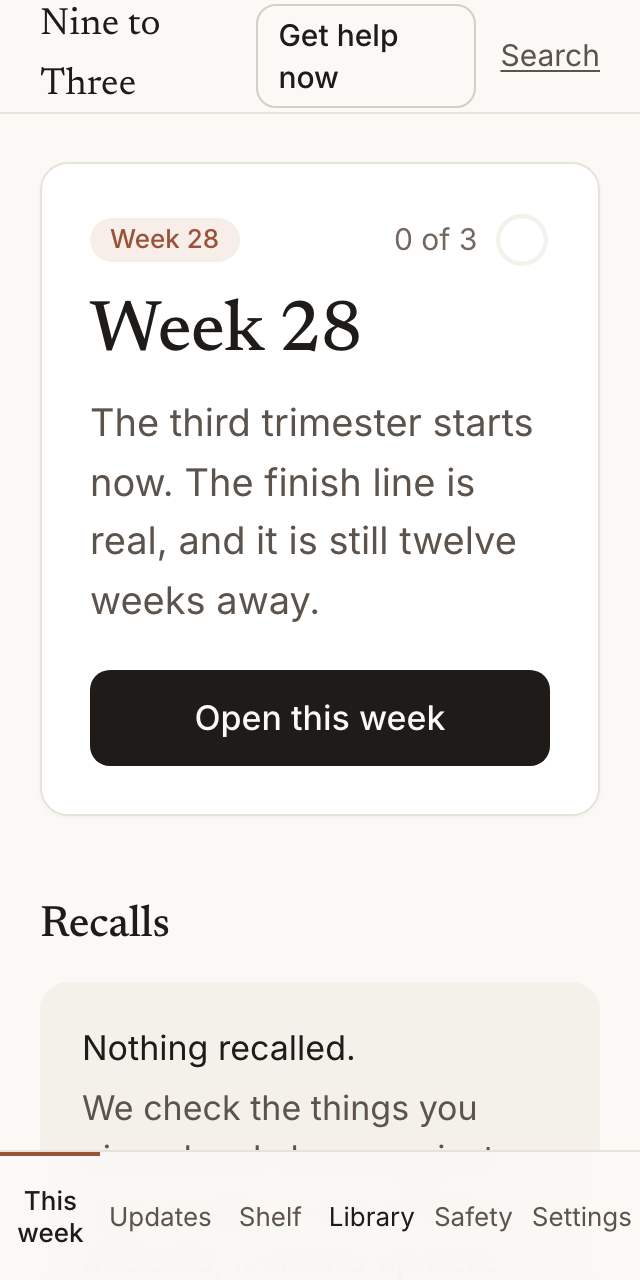 Nine to
Three
Get help
now
Search
Week 28
0 of 3
Week 28
The third trimester starts
now. The finish line is
real, and it is still twelve
weeks away.
Open this week
Recalls
Nothing recalled.
We check the things you
This
week
Updates
Shelf
Library
Safety
Settings